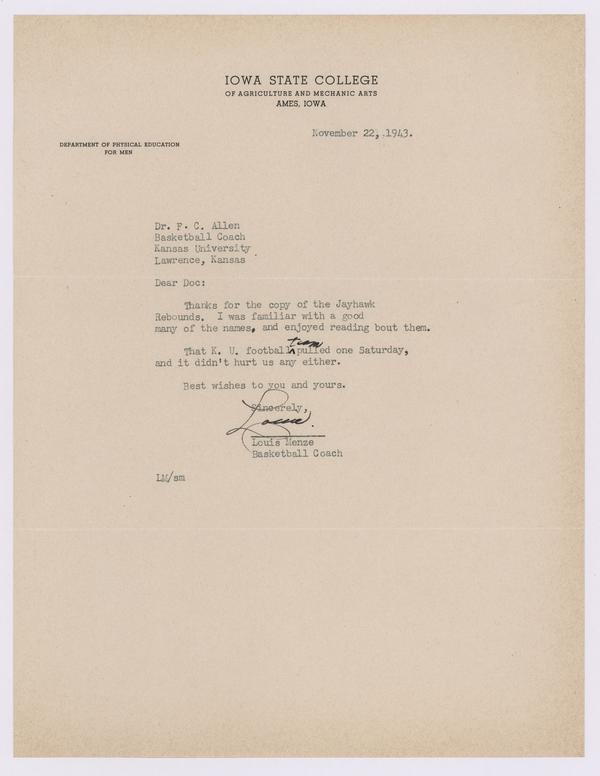 IOWA STATE COLLEGE
OF AGRICULTURE AND MECHANIC ARTS
AMES, IOWA
November 22, 1943.
DEPARTMENT OF PHYSICAL EDUCATION
FOR MEN
Dr. F. C. Allen
Basketball Coach
Kansas University
Lawrence, Kansas
Dear Doc:
Thanks for the copy of the Jayhawk
Rebounds. I was familiar with a good
many of the names, and enjoyed reading bout them.
team
That K. U. football pulled one Saturday,
and it didn't hurt us any either.
Best wishes to you and yours.
Sincerely,
Louie
Louis Menze
Basketball Coach
LM/sm